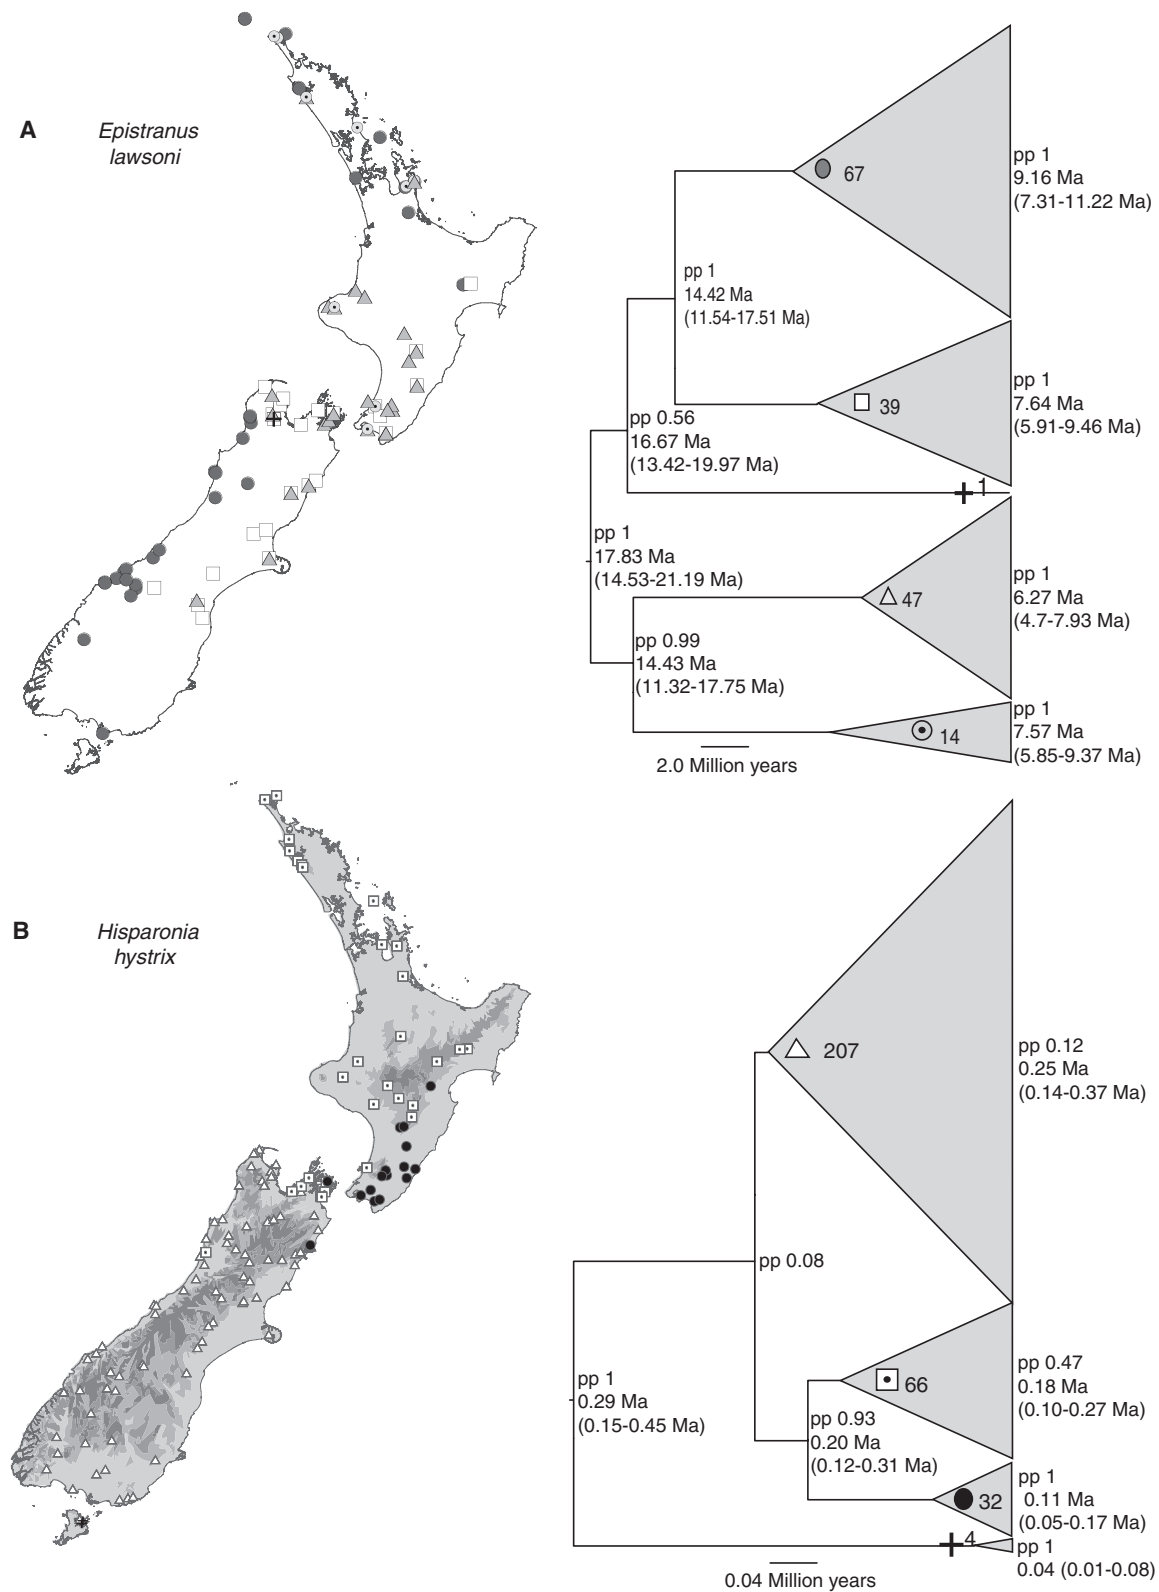 A
Epistranus
lawsoni
67
pp 1
9.16 Ma
(7.31-11.22 Ma)
pp 1
14.42 Ma
(11.54-17.51 Ma)
39
pp 1
7.64 Ma
(5.91-9.46 Ma)
pp 0.56
16.67 Ma
(13.42-19.97 Ma)
1
pp 1
17.83 Ma
(14.53-21.19 Ma)
47
pp 1
6.27 Ma
(4.7-7.93 Ma)
pp 0.99
14.43 Ma
(11.32-17.75 Ma)
14
pp 1
7.57 Ma
(5.85-9.37 Ma)
2.0 Million years
B
Hisparonia
hystrix
207
pp 0.12
0.25 Ma
(0.14-0.37 Ma)
pp 0.08
pp 1
0.29 Ma
(0.15-0.45 Ma)
66
pp 0.47
0.18 Ma
(0.10-0.27 Ma)
pp 0.93
0.20 Ma
(0.12-0.31 Ma)
32
pp 1
0.11 Ma
(0.05-0.17 Ma)
4
pp 1
0.04 (0.01-0.08)
0.04 Million years